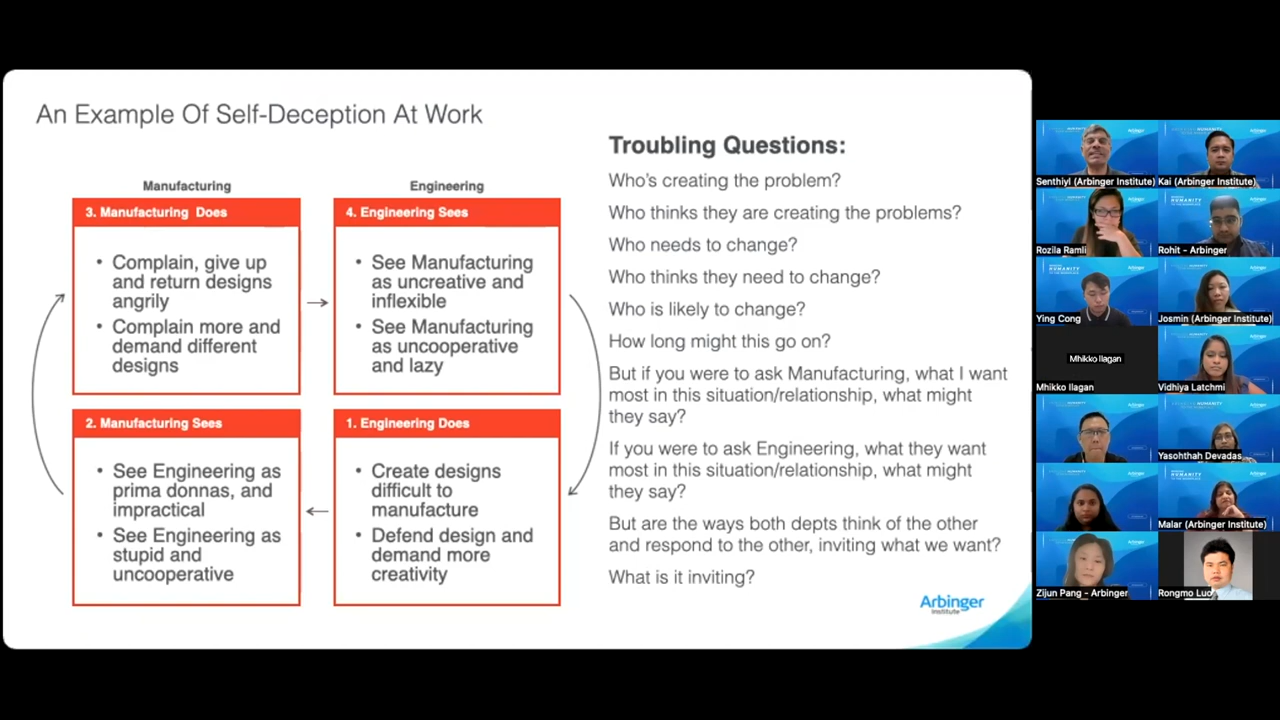 An Example Of Self-Deception At Work
Manufacturing
Engineering
3. Manufacturing Does
• Complain, give up
and return designs
angrily
• Complain more and
demand different
designs
4. Engineering Sees
• See Manufacturing
as uncreative and
inflexible
• See Manufacturing
as uncooperative
and lazy
2. Manufacturing Sees
• See Engineering as
prima donnas, and
impractical
• See Engineering as
stupid and
uncooperative
1. Engineering Does
• Create designs
difficult to
manufacture
• Defend design and
demand more
creativity
Troubling Questions:
Who's creating the problem?
Who thinks they are creating the problems?
Who needs to change?
Who thinks they need to change?
Who is likely to change?
How long might this go on?
But if you were to ask Manufacturing, what I want
most in this situation/relationship, what might
they say?
If you were to ask Engineering, what they want
most in this situation/relationship, what might
they say?
But are the ways both depts think of the other
and respond to the other, inviting what we want?
What is it inviting?
Arbinger
Institute
Senthiyl (Arbinger Institute)
Kai (Arbinger Institute)
Rozila Ramli
Rohit - Arbinger
Ying Cong
Josmin (Arbinger Institute)
Mhikko Ilagan
Mhikko Ilagan
Vidhiya Latchmi
Yasohthah Devadas
Malar (Arbinger Institute)
Zijun Pang - Arbinger
Rongmo Luo